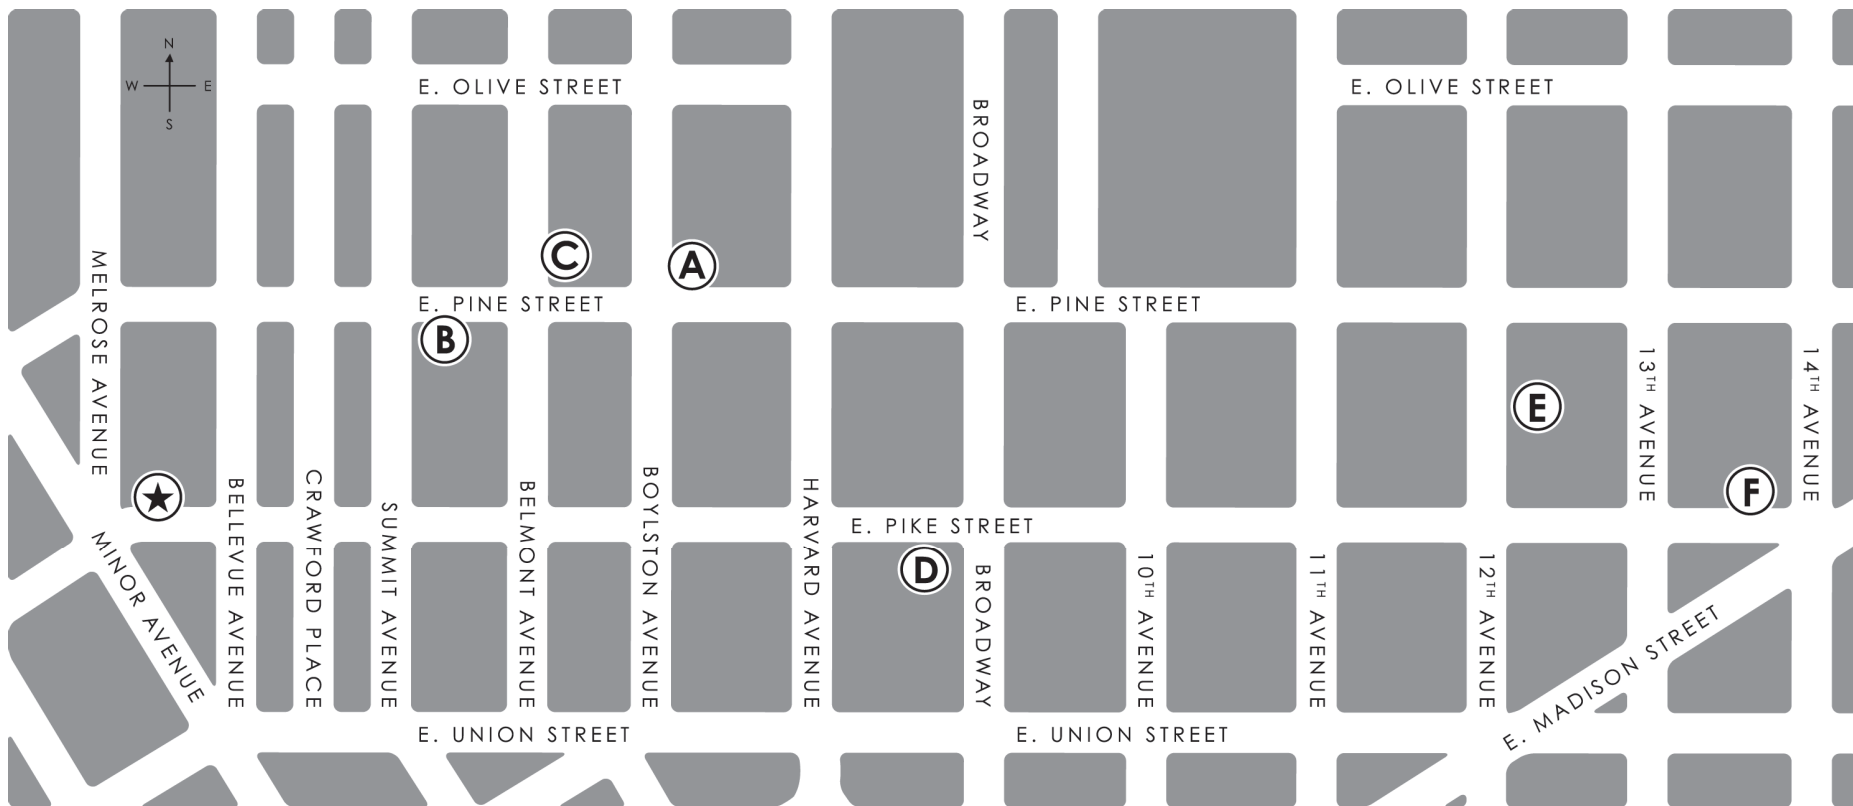 N
W E
S
E. OLIVE STREET
E. OLIVE STREET
BROADWAY
MELROSE AVENUE
C
A
E. PINE STREET
E. PINE STREET
B
13TH AVENUE
14TH AVENUE
E
F
BELLEVUE AVENUE
CRAWFORD PLACE
SUMMIT AVENUE
BELMONT AVENUE
BOYLSTON AVENUE
HARVARD AVENUE
E. PIKE STREET
MINOR AVENUE
D
BROADWAY
10TH AVENUE
11TH AVENUE
12TH AVENUE
E. MADISON STREET
E. UNION STREET
E. UNION STREET